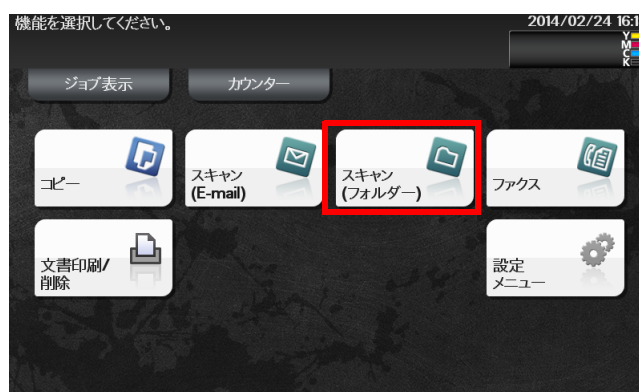 機能を選択してください。
2014/02/24 16:1
Y
M
C
K
ジョブ表示
カウンター
コピー
スキャン
(E-mail)
スキャン
(フォルダー)
ファクス
文書印刷/
削除
設定
メニュー